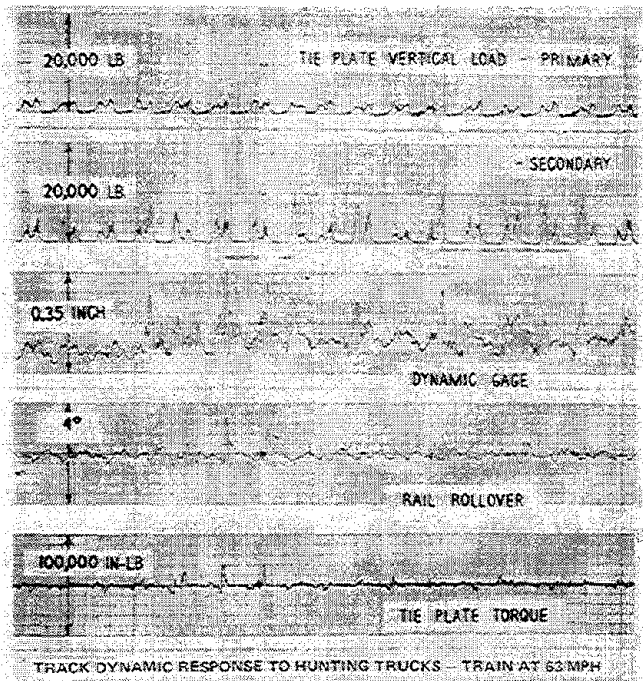 20,000 LB
TIE PLATE VERTICAL LOAD - PRIMARY
- SECONDARY
20,000 LB
0.35 INCH
DYNAMIC GAGE
4°
RAIL ROLLOVER
100,000 IN-LB
TIE PLATE TORQUE
TRACK DYNAMIC RESPONSE TO HUNTING TRUCKS - TRAIN AT 63 MPH